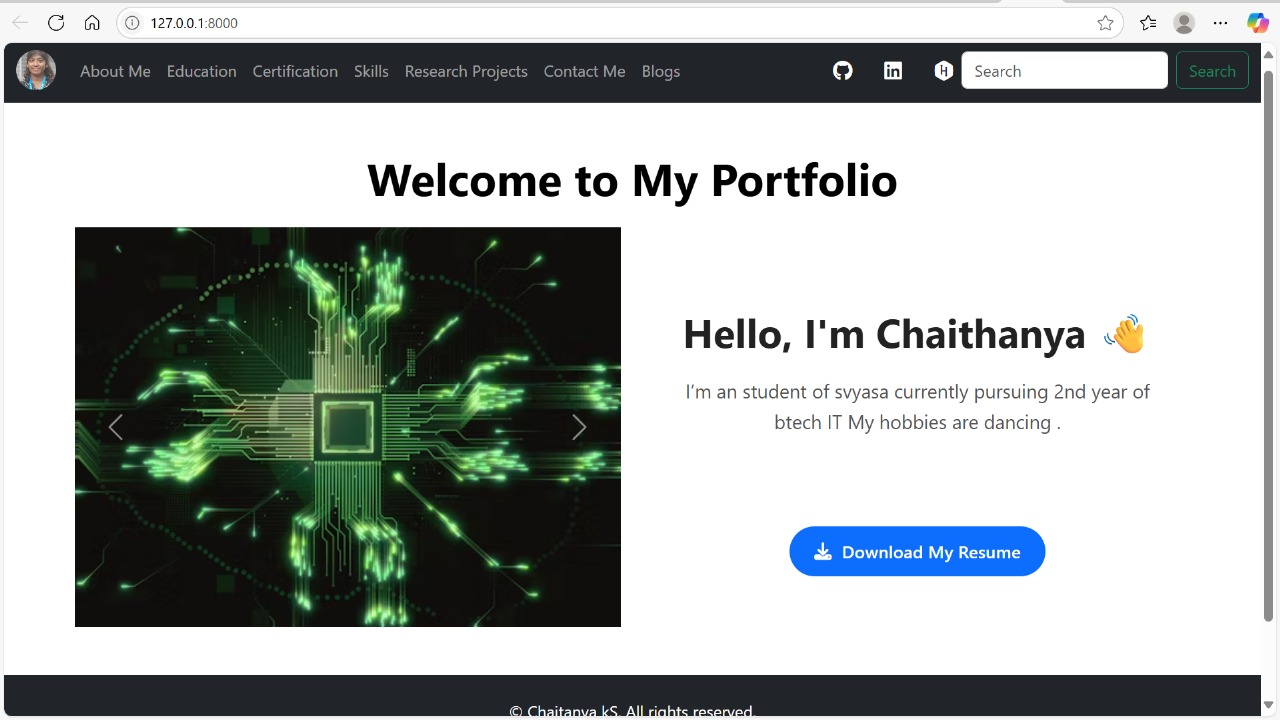 127.0.0.1:8000
About Me Education Certification Skills Research Projects Contact Me Blogs H Search Search
Welcome to My Portfolio
Hello, I'm Chaithanya 👋
I'm an student of svyasa currently pursuing 2nd year of
btech IT My hobbies are dancing .
Download My Resume
© Chaitanya kS. All rights reserved.